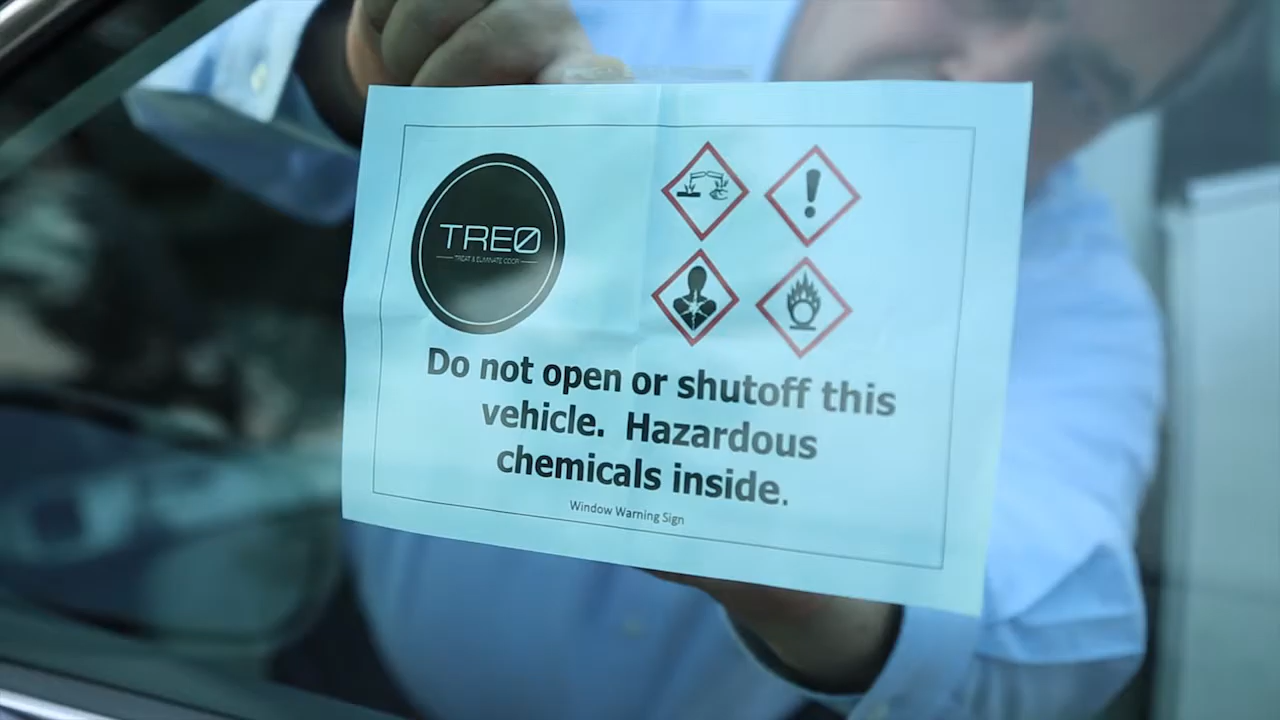 TREØ
TREAT & ELIMINATE ODOR
Do not open or shutoff this
vehicle. Hazardous
chemicals inside.
Window Warning Sign